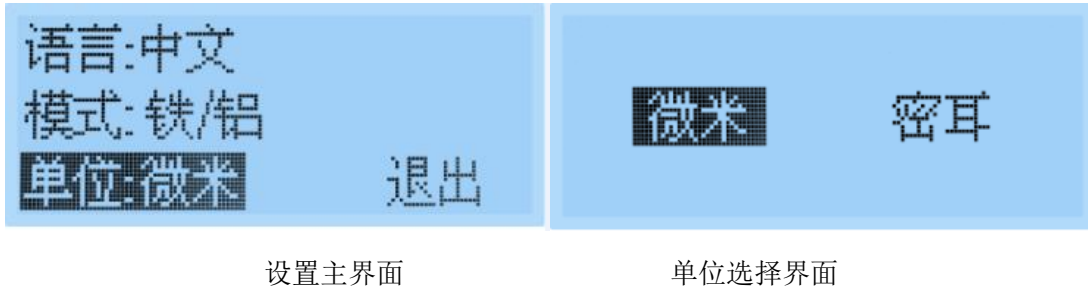 语言:中文
模式:铁/铝
单位:微米 退出
微米 密耳
设置主界面 单位选择界面